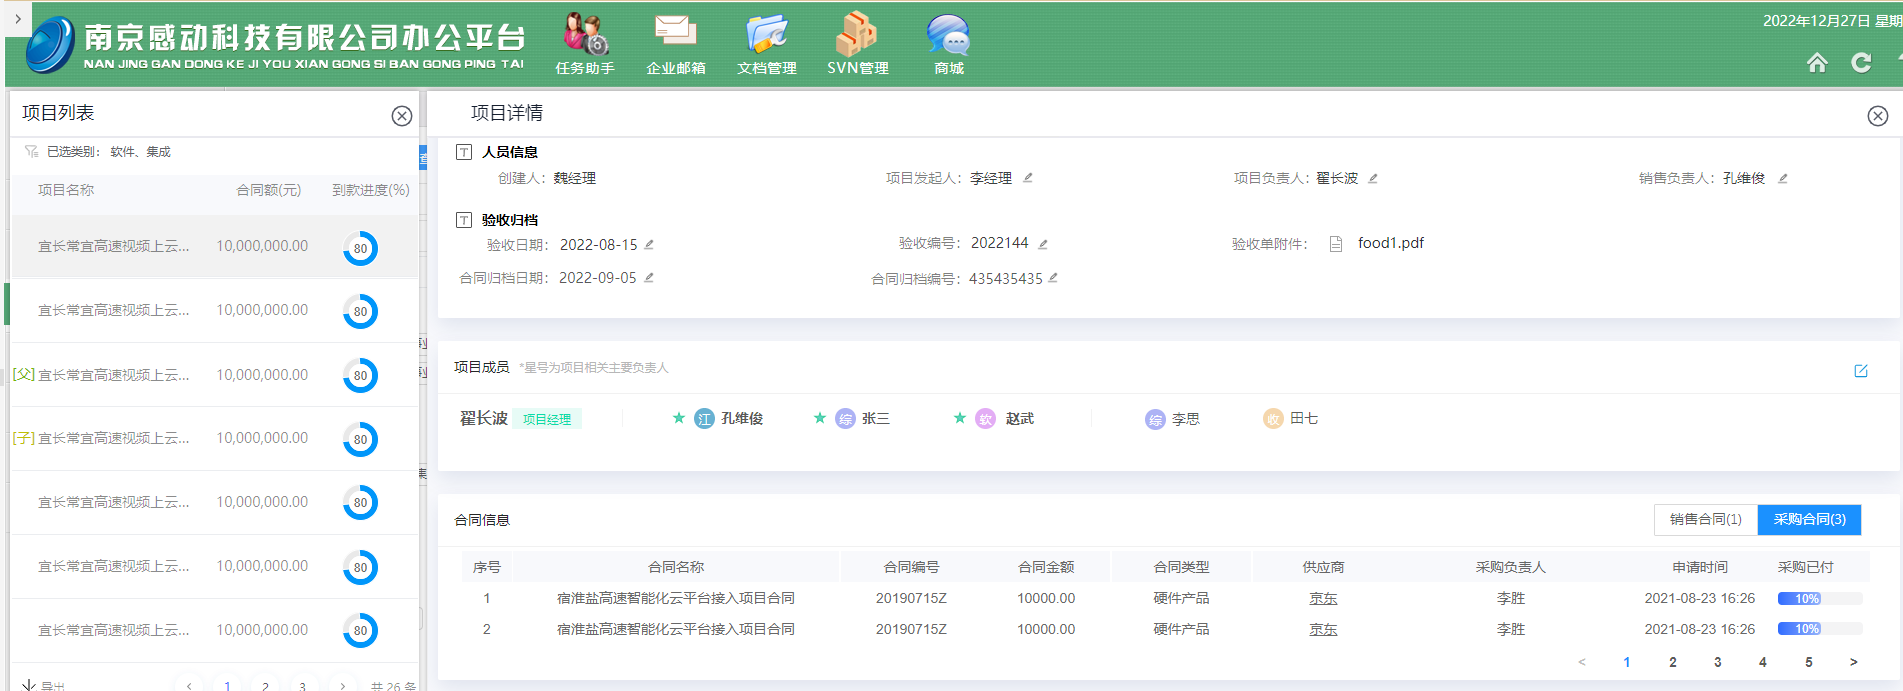 2022年12月27日 星期
南京感动科技有限公司办公平台
NAN JING GAN DONG KE JI YOU XIAN GONG SI BAN GONG PING TAI
任务助手 企业邮箱 文档管理 SVN管理 商城
项目列表
已选类别： 软件、集成
项目名称 合同额(元) 到款进度(%)
宜长常宜高速视频上云... 10,000,000.00 80
宜长常宜高速视频上云... 10,000,000.00 80
[父] 宜长常宜高速视频上云... 10,000,000.00 80
[子] 宜长常宜高速视频上云... 10,000,000.00 80
宜长常宜高速视频上云... 10,000,000.00 80
宜长常宜高速视频上云... 10,000,000.00 80
宜长常宜高速视频上云... 10,000,000.00 80
导出 < 1 2 3 > 共 26 条
项目详情
人员信息
创建人： 魏经理 项目发起人： 李经理 项目负责人： 翟长波 销售负责人： 孔维俊
验收归档
验收日期： 2022-08-15 验收编号： 2022144 验收单附件： food1.pdf
合同归档日期： 2022-09-05 合同归档编号： 435435435
项目成员 *星号为项目相关主要负责人
翟长波 项目经理 ★ 江 孔维俊 ★ 综 张三 ★ 软 赵武 综 李思 收 田七
合同信息 销售合同(1) 采购合同(3)
序号 合同名称 合同编号 合同金额 合同类型 供应商 采购负责人 申请时间 采购已付
1 宿淮盐高速智能化云平台接入项目合同 20190715Z 10000.00 硬件产品 京东 李胜 2021-08-23 16:26 10%
2 宿淮盐高速智能化云平台接入项目合同 20190715Z 10000.00 硬件产品 京东 李胜 2021-08-23 16:26 10%
< 1 2 3 4 5 >